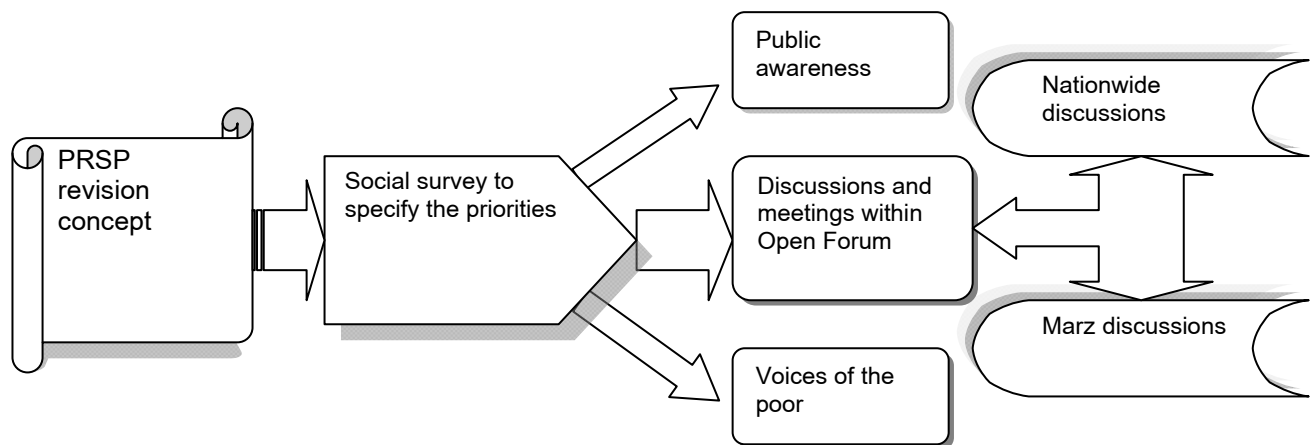 PRSP
revision
concept
Social survey to
specify the priorities
Public
awareness
Discussions and
meetings within
Open Forum
Voices of the
poor
Nationwide
discussions
Marz discussions